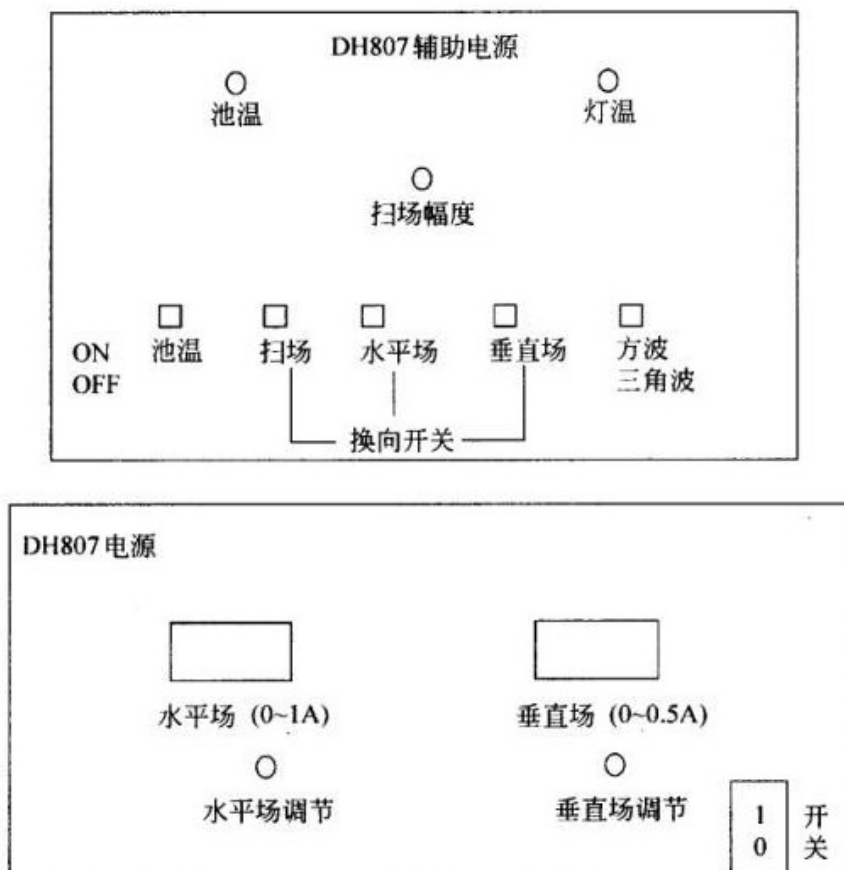 DH807辅助电源
池温 灯温
扫场幅度
ON 池温 扫场 水平场 垂直场 方波
OFF 三角波
换向开关
DH807电源
水平场 (0~1A) 垂直场 (0~0.5A)
水平场调节 垂直场调节 1 开
0 关